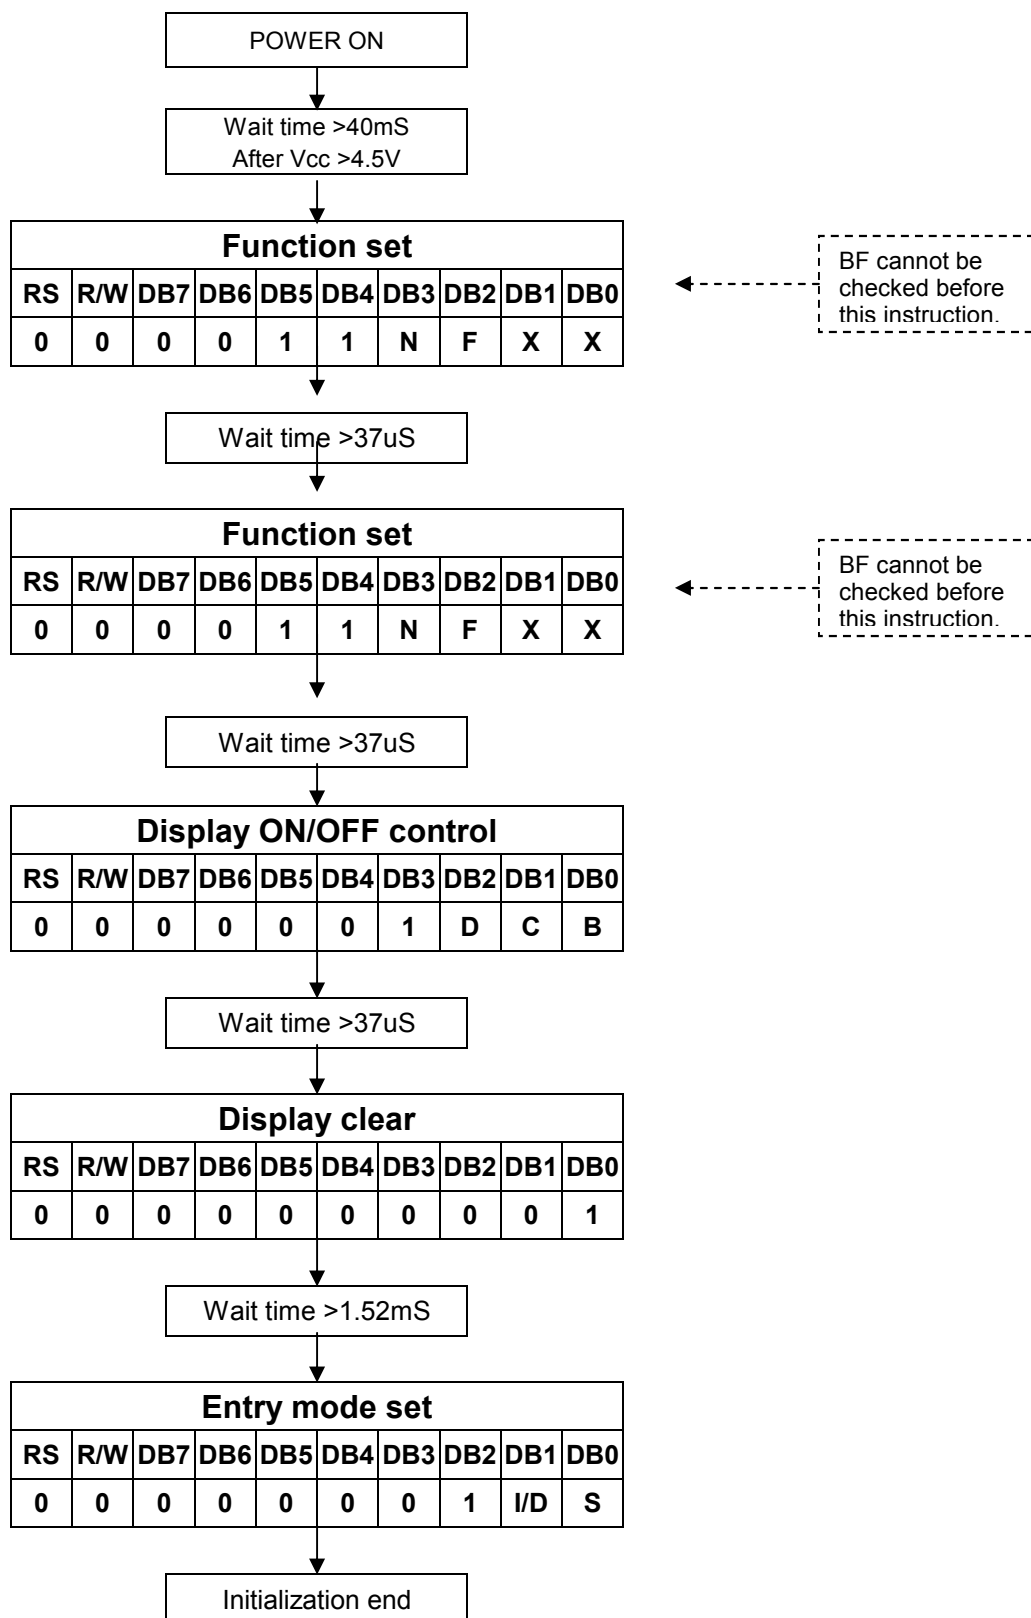 POWER ON
Wait time >40mS
After Vcc >4.5V
Function set
RS R/W DB7 DB6 DB5 DB4 DB3 DB2 DB1 DB0
0 0 0 0 1 1 N F X X
BF cannot be
checked before
this instruction.
Wait time >37uS
Function set
RS R/W DB7 DB6 DB5 DB4 DB3 DB2 DB1 DB0
0 0 0 0 1 1 N F X X
BF cannot be
checked before
this instruction.
Wait time >37uS
Display ON/OFF control
RS R/W DB7 DB6 DB5 DB4 DB3 DB2 DB1 DB0
0 0 0 0 0 0 1 D C B
Wait time >37uS
Display clear
RS R/W DB7 DB6 DB5 DB4 DB3 DB2 DB1 DB0
0 0 0 0 0 0 0 0 0 1
Wait time >1.52mS
Entry mode set
RS R/W DB7 DB6 DB5 DB4 DB3 DB2 DB1 DB0
0 0 0 0 0 0 0 1 I/D S
Initialization end